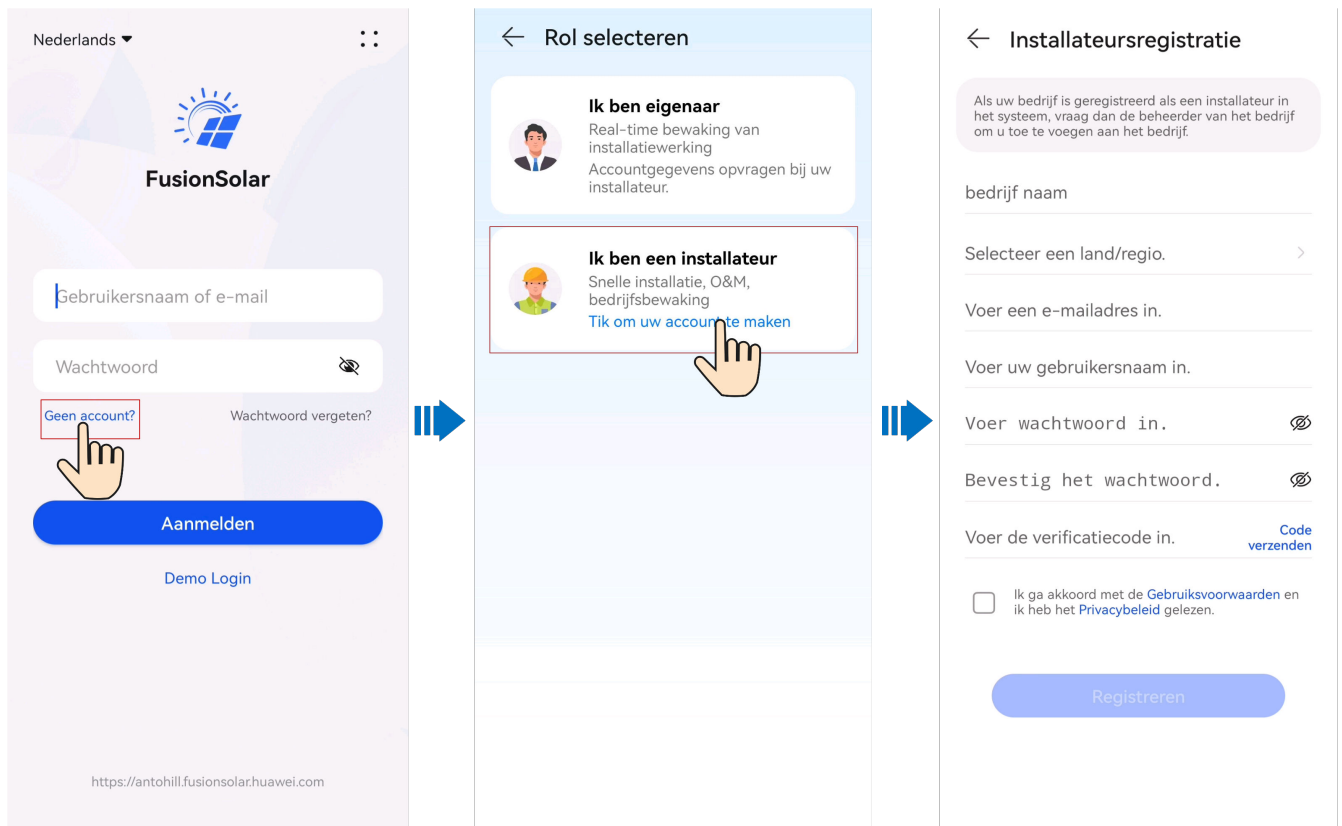 Nederlands
FusionSolar
Gebruikersnaam of e-mail
Wachtwoord
Geen account?
Wachtwoord vergeten?
Aanmelden
Demo Login
https://antohill.fusionsolar.huawei.com
Rol selecteren
Ik ben eigenaar
Real-time bewaking van
installatiewerking
Accountgegevens opvragen bij uw
installateur.
Ik ben een installateur
Snelle installatie, O&M,
bedrijfsbewaking
Tik om uw account te maken
Installateursregistratie
Als uw bedrijf is geregistreerd als een installateur in
het systeem, vraag dan de beheerder van het bedrijf
om u toe te voegen aan het bedrijf.
bedrijf naam
Selecteer een land/regio.
Voer een e-mailadres in.
Voer uw gebruikersnaam in.
Voer wachtwoord in.
Bevestig het wachtwoord.
Voer de verificatiecode in.
Code
verzenden
Ik ga akkoord met de Gebruiksvoorwaarden en
ik heb het Privacybeleid gelezen.
Registreren